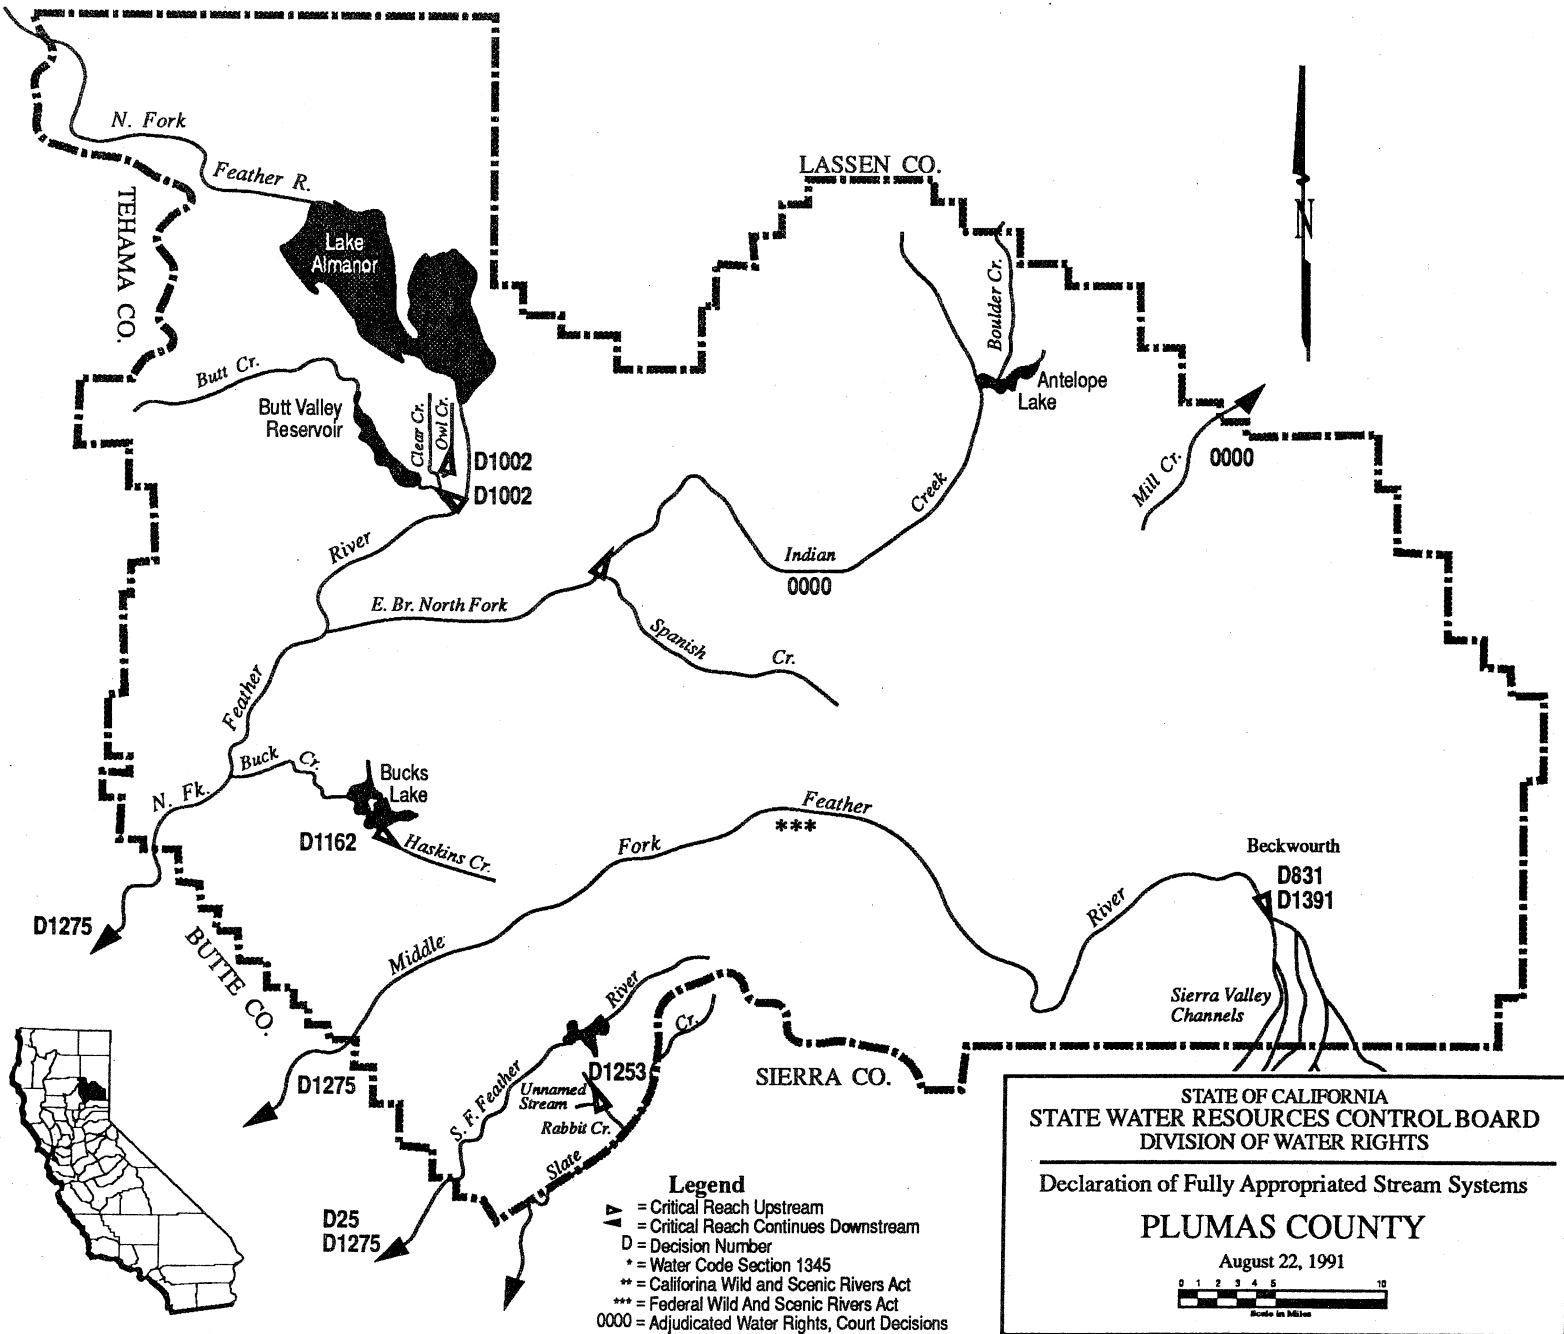 N. Fork
Feather R.
LASSEN CO.
TEHAMA CO.
Lake
Almanor
N
Boulder Cr.
Butt Cr.
Antelope
Lake
Butt Valley
Reservoir
Clear Cr.
Owl Cr.
D1002
D1002
Mill Cr.
0000
Creek
River
Indian
0000
E. Br. North Fork
Spanish
Cr.
Feather
Buck
Cr.
Bucks
Lake
N. Fk.
D1162
Haskins Cr.
Feather
***
Fork
Beckwourth
D831
D1391
River
D1275
BUTTE CO.
Middle
River
Sierra Valley
Channels
Cr.
D1275
D1253
SIERRA CO.
S. F. Feather
Unnamed
Stream
Rabbit Cr.
Slate
D25
D1275
Legend
= Critical Reach Upstream
= Critical Reach Continues Downstream
D = Decision Number
* = Water Code Section 1345
** = Califorina Wild and Scenic Rivers Act
*** = Federal Wild And Scenic Rivers Act
0000 = Adjudicated Water Rights, Court Decisions
STATE OF CALIFORNIA
STATE WATER RESOURCES CONTROL BOARD
DIVISION OF WATER RIGHTS
Declaration of Fully Appropriated Stream Systems
PLUMAS COUNTY
August 22, 1991
0 1 2 3 4 5 10
Scale in Miles